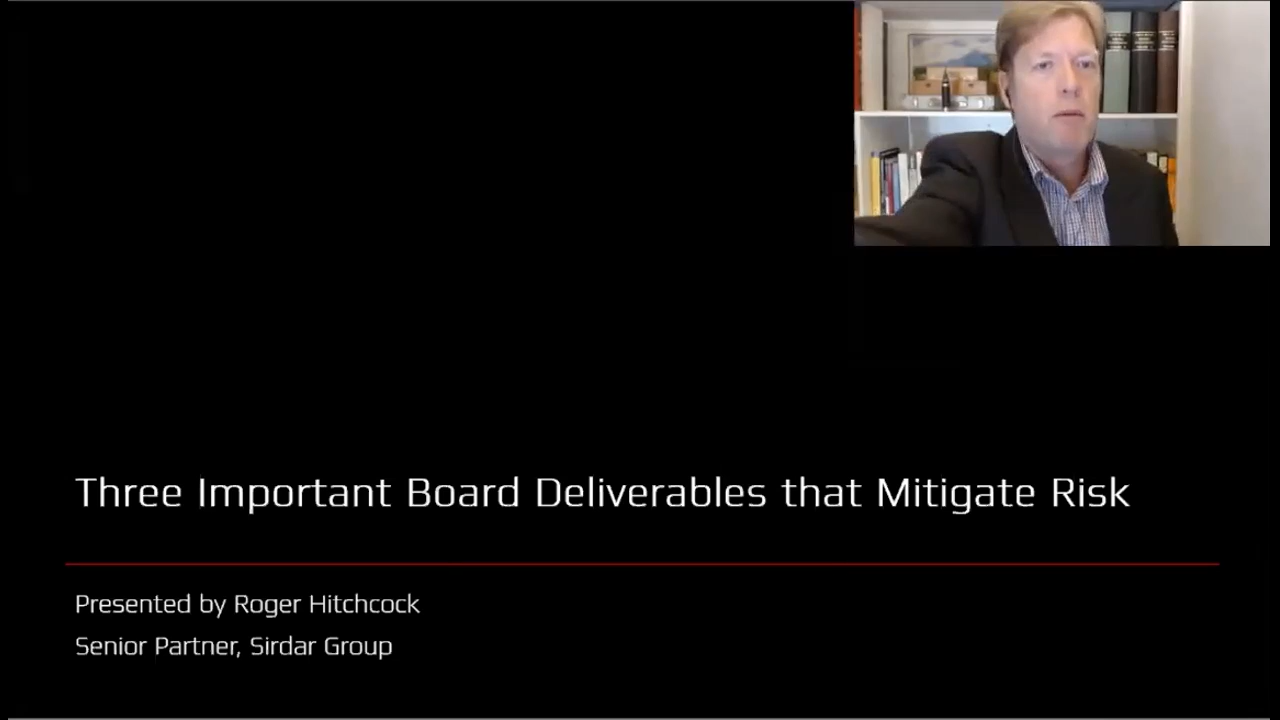 Three Important Board Deliverables that Mitigate Risk
Presented by Roger Hitchcock
Senior Partner, Sirdar Group